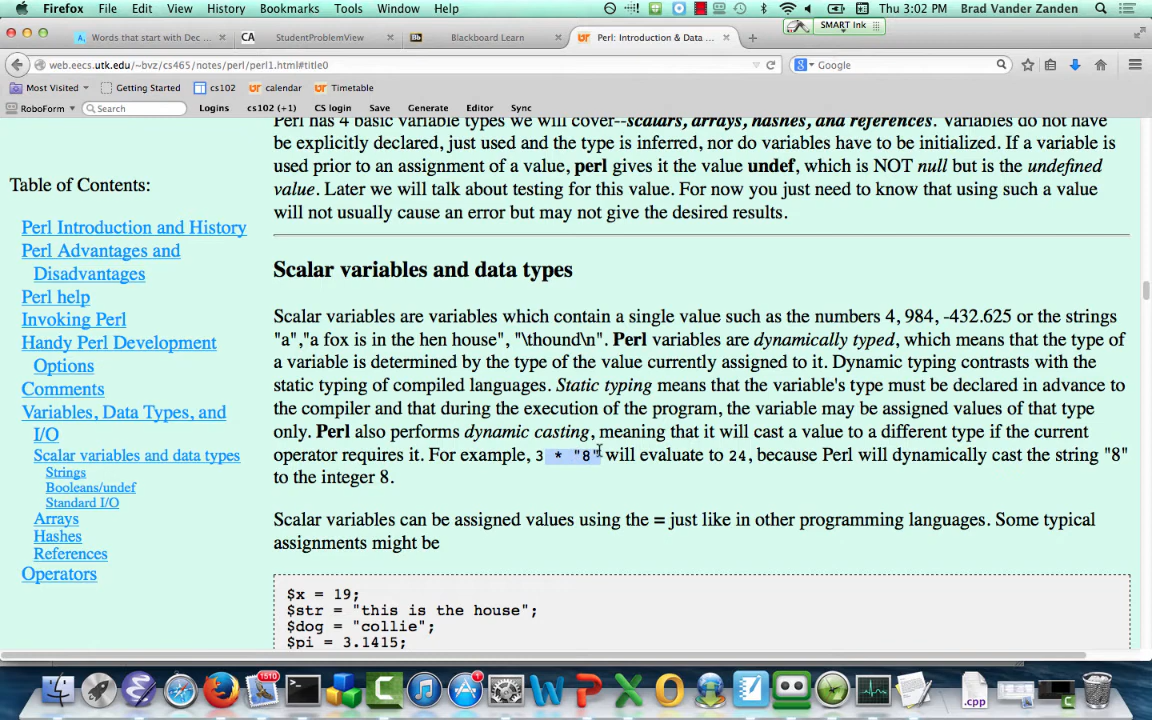 Firefox File Edit View History Bookmarks Tools Window Help Thu 3:02 PM Brad Vander Zanden
SMART Ink
Words that start with Dec ... × CA StudentProblemView × Bb Blackboard Learn × Perl: Introduction & Data ... × +
web.eecs.utk.edu/~bvz/cs465/notes/perl/perl1.html#title0 Google
Most Visited Getting Started cs102 calendar Timetable
RoboForm Search Logins cs102 (+1) CS login Save Generate Editor Sync
Table of Contents:
Perl Introduction and History
Perl Advantages and
Disadvantages
Perl help
Invoking Perl
Handy Perl Development
Options
Comments
Variables, Data Types, and
I/O
Scalar variables and data types
Strings
Booleans/undef
Standard I/O
Arrays
Hashes
References
Operators
Perl has 4 basic variable types we will cover--scalars, arrays, hashes, and references. Variables do not have
be explicitly declared, just used and the type is inferred, nor do variables have to be initialized. If a variable is
used prior to an assignment of a value, perl gives it the value undef, which is NOT null but is the undefined
value. Later we will talk about testing for this value. For now you just need to know that using such a value
will not usually cause an error but may not give the desired results.
Scalar variables and data types
Scalar variables are variables which contain a single value such as the numbers 4, 984, -432.625 or the strings
"a","a fox is in the hen house", "\thound\n". Perl variables are dynamically typed, which means that the type of
a variable is determined by the type of the value currently assigned to it. Dynamic typing contrasts with the
static typing of compiled languages. Static typing means that the variable's type must be declared in advance to
the compiler and that during the execution of the program, the variable may be assigned values of that type
only. Perl also performs dynamic casting, meaning that it will cast a value to a different type if the current
operator requires it. For example, 3 * "8" will evaluate to 24, because Perl will dynamically cast the string "8"
to the integer 8.
Scalar variables can be assigned values using the = just like in other programming languages. Some typical
assignments might be
$x = 19;
$str = "this is the house";
$dog = "collie";
$pi = 3.1415;
1510
1
.cpp